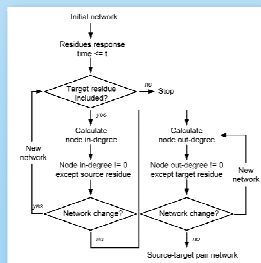 Initial network
Residues response
time <= t
Target residue
included?
no
Stop
yes
Calculate
node in-degree
Node in-degree != 0
except source residue
New
network
yes
Network change?
no
Calculate
node out-degree
Node out-degree != 0
except target residue
New
network
Network change?
no
Source-target pair network